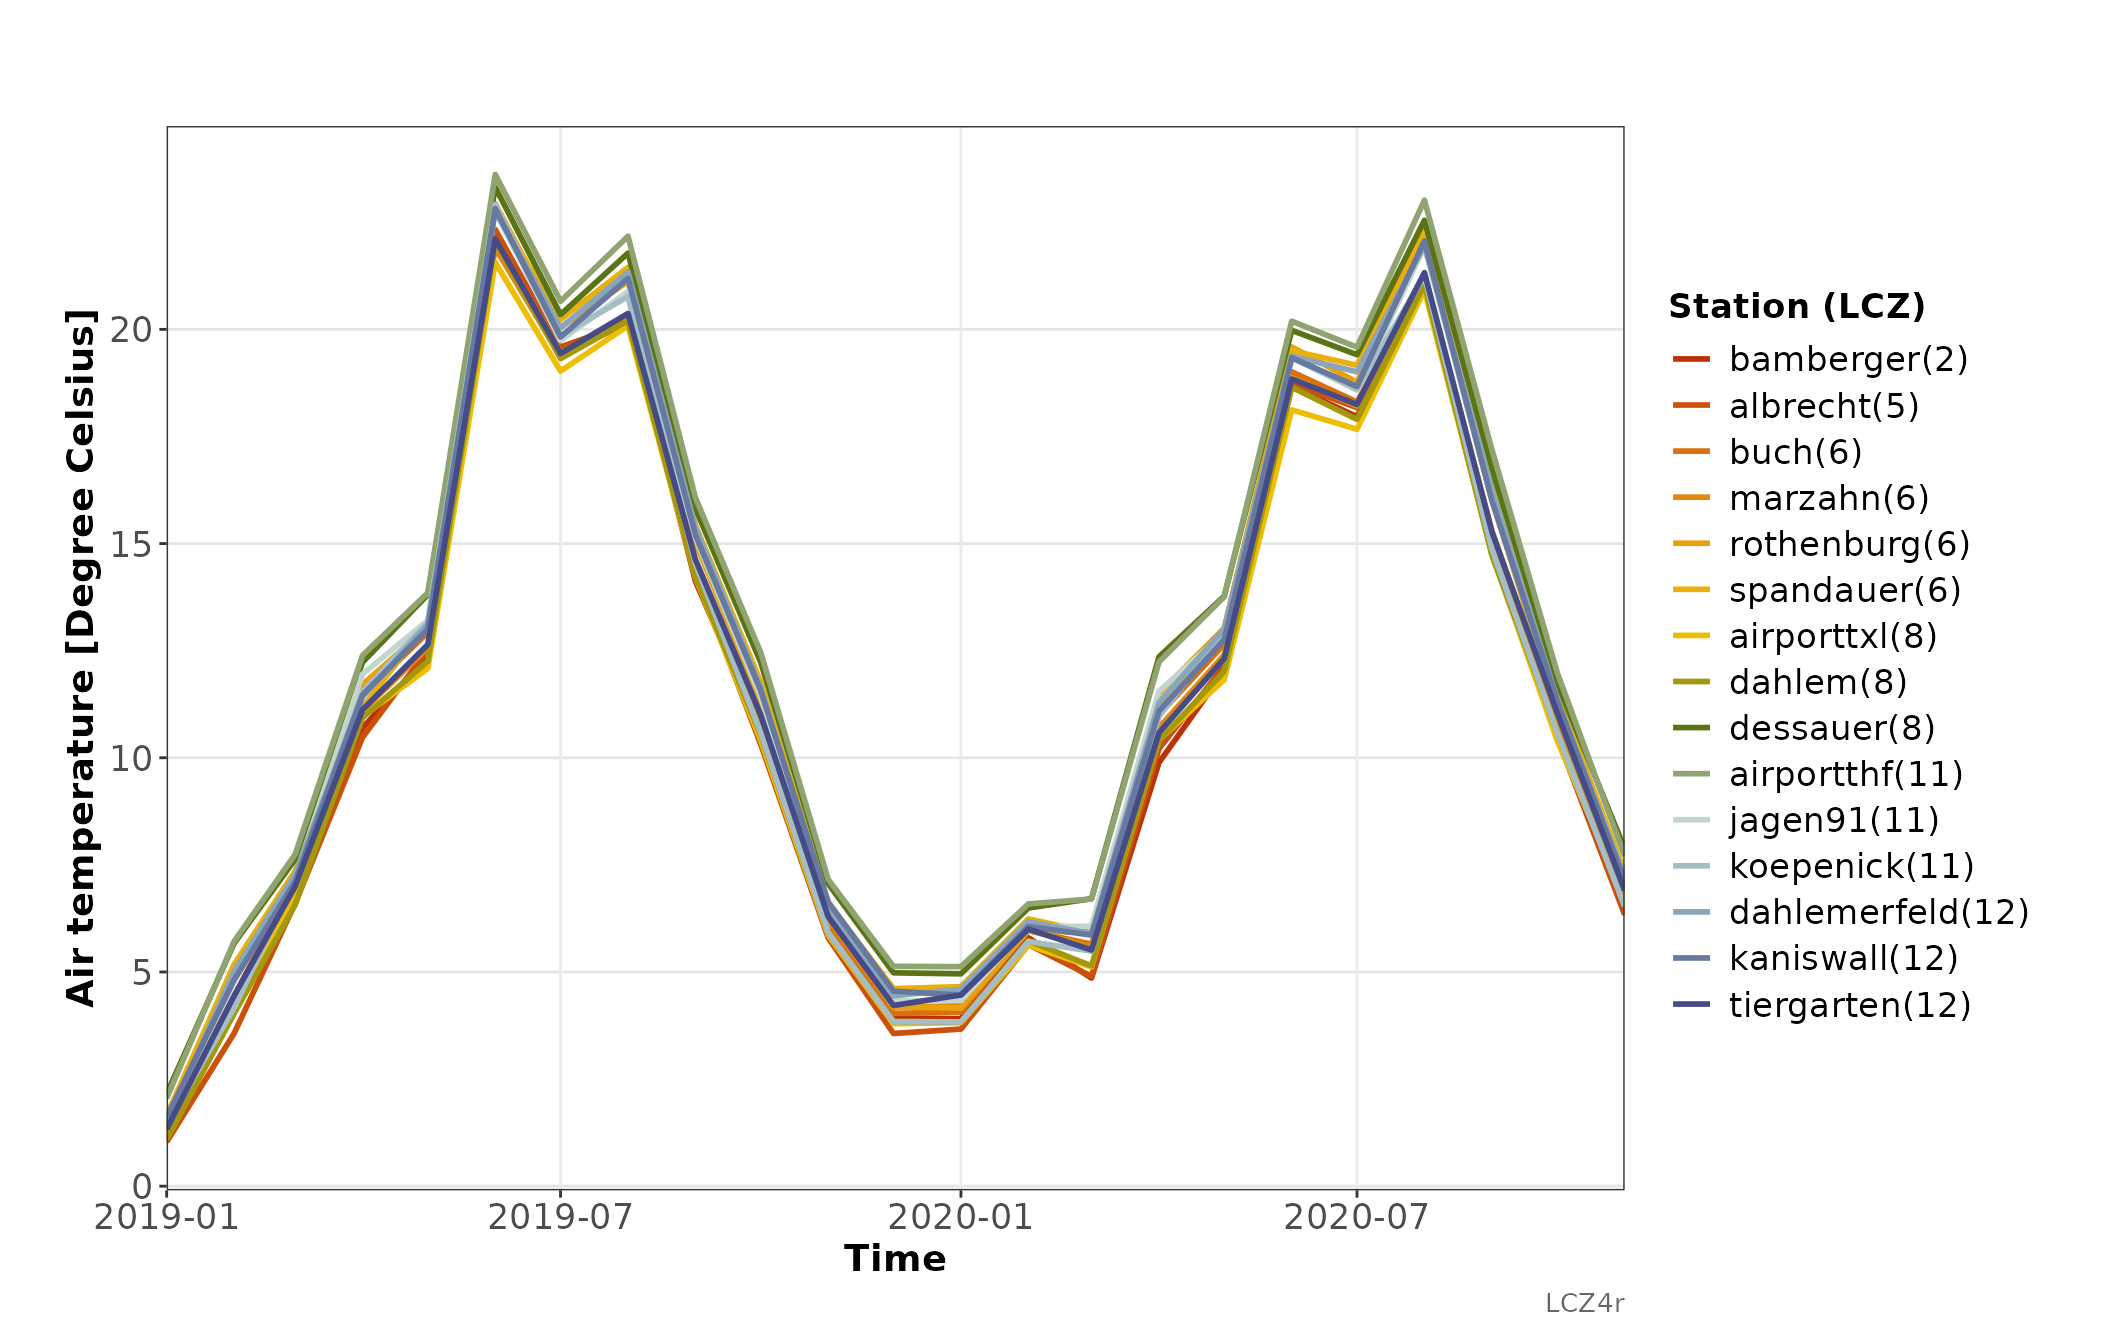 Air temperature [Degree Celsius]
20
15
10
5
0
2019-01
2019-07
2020-01
2020-07
Time
Station (LCZ)
bamberger(2)
albrecht(5)
buch(6)
marzahn(6)
rothenburg(6)
spandauer(6)
airporttxl(8)
dahlem(8)
dessauer(8)
airportthf(11)
jagen91(11)
koepenick(11)
dahlemerfeld(12)
kaniswall(12)
tiergarten(12)
LCZ4r